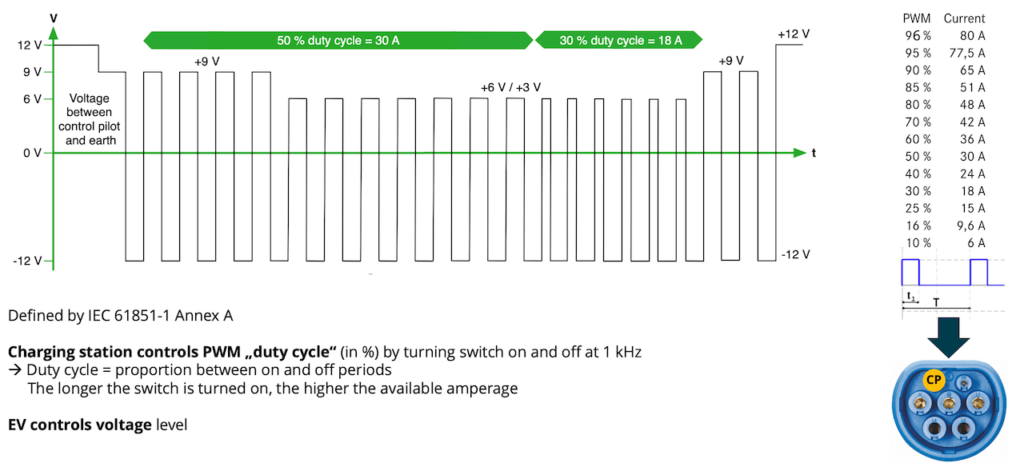 V
12 V
9 V
6 V
0 V
-12 V
Voltage
between
control pilot
and earth
50 % duty cycle = 30 A
30 % duty cycle = 18 A
+9 V
+6 V / +3 V
+9 V
+12 V
-12 V
t
PWM Current
96 % 80 A
95 % 77,5 A
90 % 65 A
85 % 51 A
80 % 48 A
70 % 42 A
60 % 36 A
50 % 30 A
40 % 24 A
30 % 18 A
25 % 15 A
16 % 9,6 A
10 % 6 A
T
CP
Defined by IEC 61851-1 Annex A
Charging station controls PWM „duty cycle“ (in %) by turning switch on and off at 1 kHz
→ Duty cycle = proportion between on and off periods
The longer the switch is turned on, the higher the available amperage
EV controls voltage level